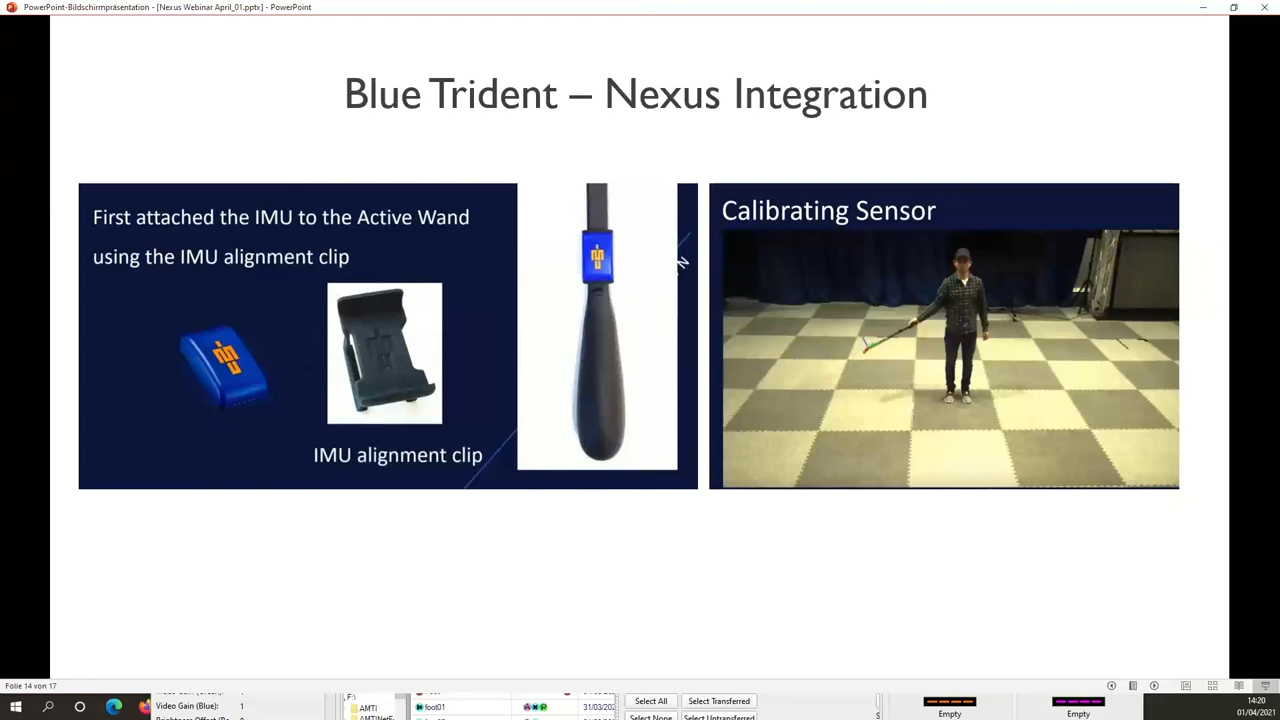 PowerPoint-Bildschirmpräsentation - [Nexus Webinar April_01.pptx] - PowerPoint
Blue Trident – Nexus Integration
First attached the IMU to the Active Wand
using the IMU alignment clip
IMU alignment clip
N
Calibrating Sensor
Folie 14 von 17
Video Gain (Blue): 1
F:\
AMTI
foot01
31/03/202
Select All
Select Transferred
Select None
Select Untransferred
Empty
Empty
14:20
01/04/2021